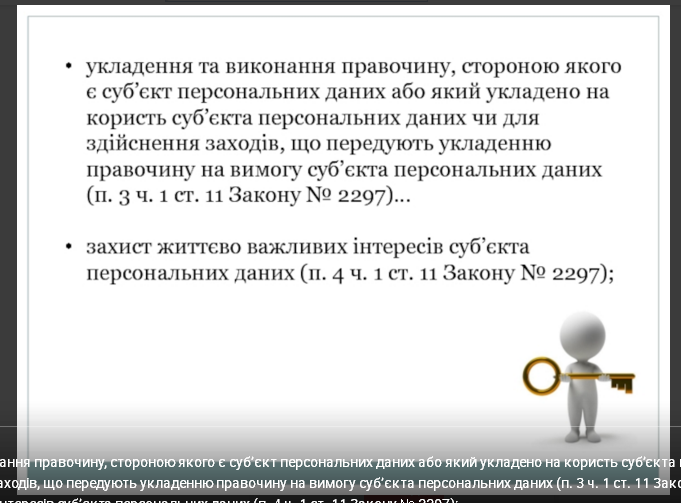 • укладення та виконання правочину, стороною якого
є суб’єкт персональних даних або який укладено на
користь суб’єкта персональних даних чи для
здійснення заходів, що передують укладенню
правочину на вимогу суб’єкта персональних даних
(п. 3 ч. 1 ст. 11 Закону № 2297)...
• захист життєво важливих інтересів суб’єкта
персональних даних (п. 4 ч. 1 ст. 11 Закону № 2297);
ання правочину, стороною якого є суб’єкт персональних даних або який укладено на користь суб’єкта
аходів, що передують укладенню правочину на вимогу суб’єкта персональних даних (п. 3 ч. 1 ст. 11 Зако
інтересів суб’єкта персональних даних (п. 4 ч. 1 ст. 11 Закону № 2297);